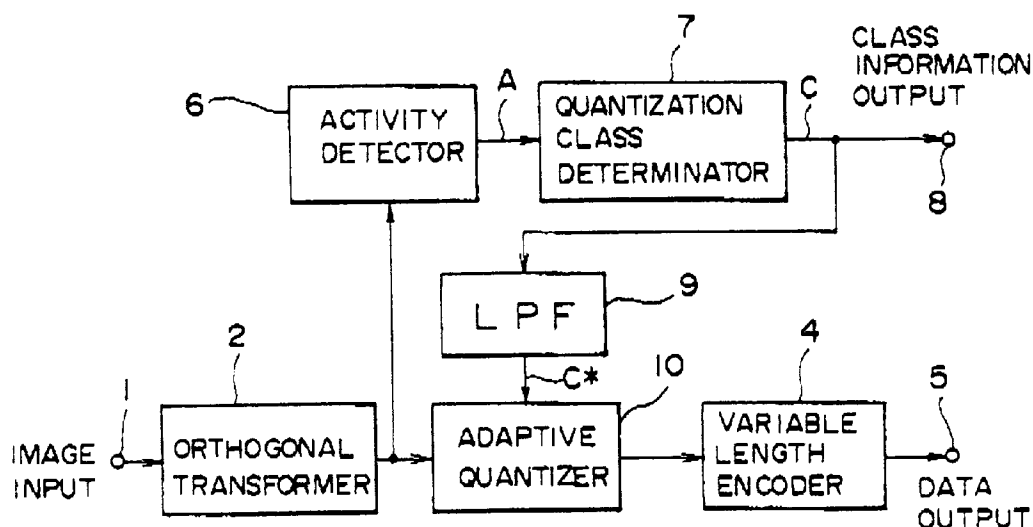 7
CLASS
INFORMATION
OUTPUT
6
ACTIVITY
DETECTOR
A
QUANTIZATION
CLASS
DETERMINATOR
C
8
LPF
9
2
C*
10
4
5
1
IMAGE
INPUT
ORTHOGONAL
TRANSFORMER
ADAPTIVE
QUANTIZER
VARIABLE
LENGTH
ENCODER
DATA
OUTPUT